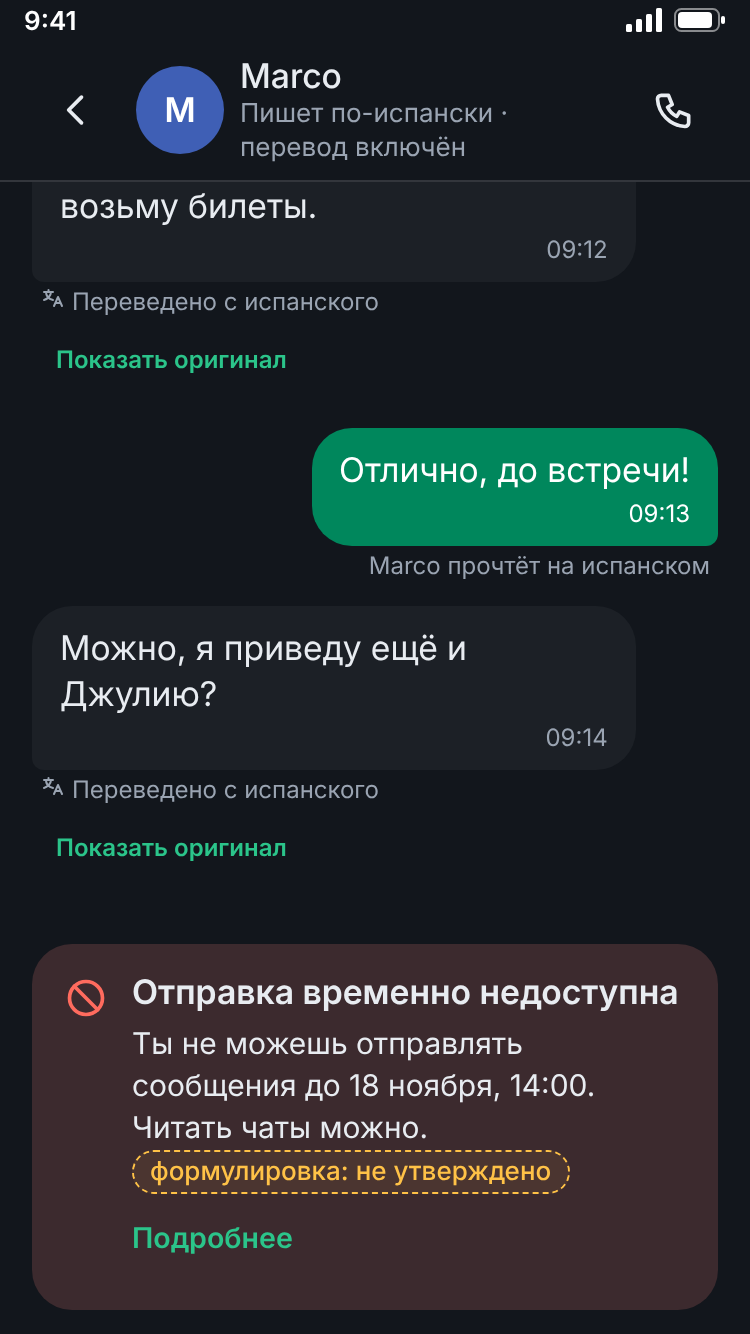 9:41
M
Marco
Пишет по-испански ·
перевод включён
возьму билеты.
09:12
Переведено с испанского
Показать оригинал
Отлично, до встречи!
09:13
Marco прочтёт на испанском
Можно, я приведу ещё и
Джулию?
09:14
Переведено с испанского
Показать оригинал
Отправка временно недоступна
Ты не можешь отправлять
сообщения до 18 ноября, 14:00.
Читать чаты можно.
формулировка: не утверждено
Подробнее